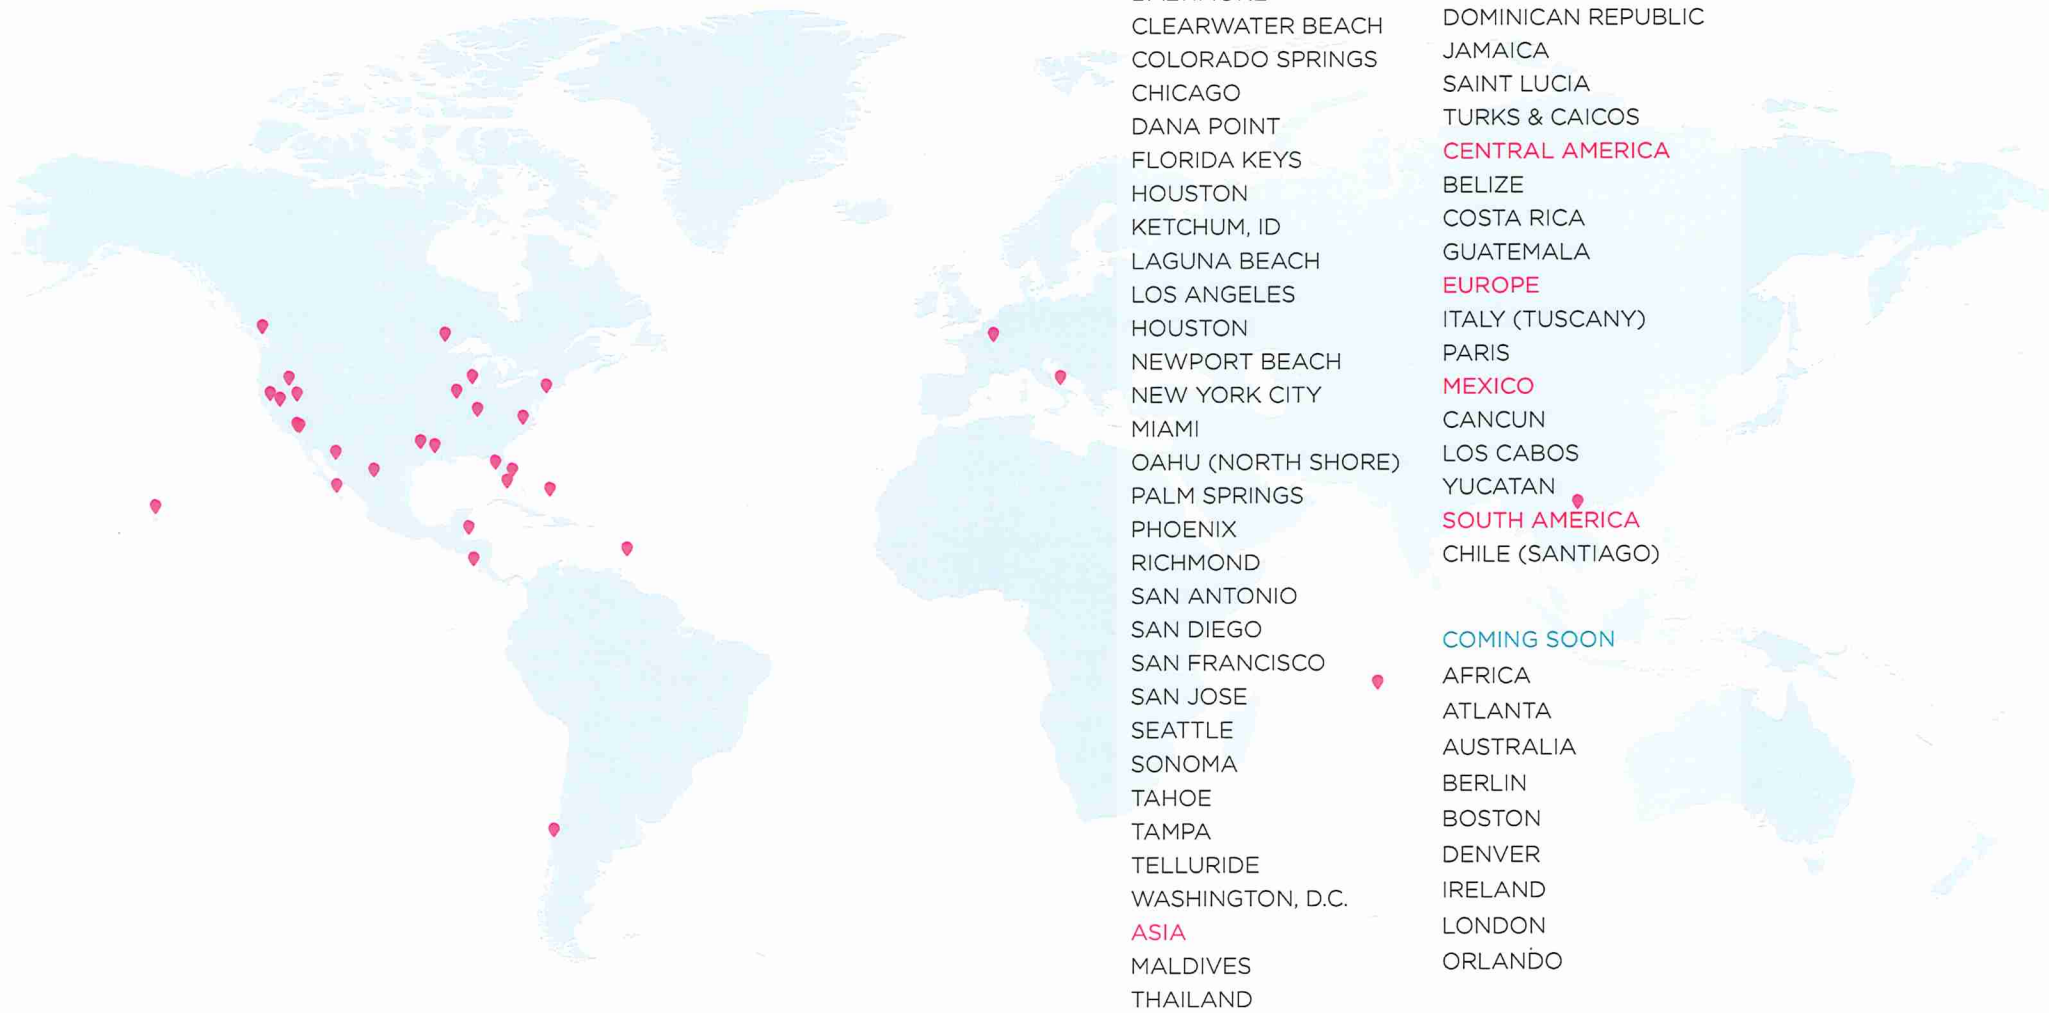 CLEARWATER BEACH
COLORADO SPRINGS
CHICAGO
DANA POINT
FLORIDA KEYS
HOUSTON
KETCHUM, ID
LAGUNA BEACH
LOS ANGELES
HOUSTON
NEWPORT BEACH
NEW YORK CITY
MIAMI
OAHU (NORTH SHORE)
PALM SPRINGS
PHOENIX
RICHMOND
SAN ANTONIO
SAN DIEGO
SAN FRANCISCO
SAN JOSE
SEATTLE
SONOMA
TAHOE
TAMPA
TELLURIDE
WASHINGTON, D.C.
ASIA
MALDIVES
THAILAND
DOMINICAN REPUBLIC
JAMAICA
SAINT LUCIA
TURKS & CAICOS
CENTRAL AMERICA
BELIZE
COSTA RICA
GUATEMALA
EUROPE
ITALY (TUSCANY)
PARIS
MEXICO
CANCUN
LOS CABOS
YUCATAN
SOUTH AMERICA
CHILE (SANTIAGO)
COMING SOON
AFRICA
ATLANTA
AUSTRALIA
BERLIN
BOSTON
DENVER
IRELAND
LONDON
ORLANDO